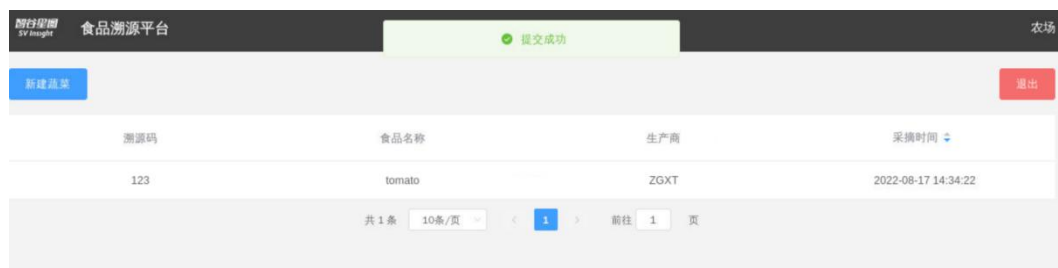 智谷星图
SV Insight
食品溯源平台
提交成功
农场
新建蔬菜
退出
溯源码 食品名称 生产商 采摘时间
123 tomato ZGXT 2022-08-17 14:34:22
共 1 条 10条/页 1 前往 1 页